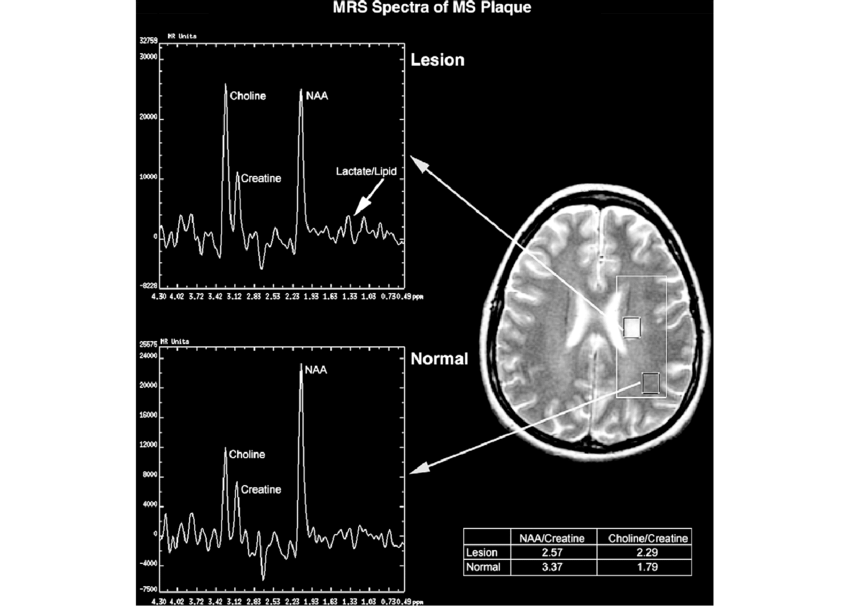 MRS Spectra of MS Plaque
MR Units
32759
30000
20000
10000
0
-8228
4.30 4.02 3.72 3.42 3.12 2.83 2.53 2.23 1.93 1.63 1.33 1.03 0.73 0.43 ppm
Lesion
Choline
NAA
Creatine
Lactate/Lipid
MR Units
25575
24000
20000
16000
12000
8000
4000
0
-4000
-7500
4.30 4.02 3.72 3.42 3.12 2.83 2.53 2.23 1.93 1.63 1.33 1.03 0.73 0.43 ppm
Normal
NAA
Choline
Creatine
NAA/Creatine Choline/Creatine
Lesion 2.57 2.29
Normal 3.37 1.79